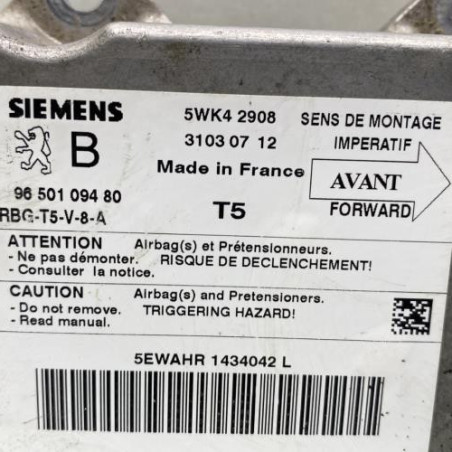 SIEMENS
5WK4 2908
SENS DE MONTAGE
B
31030 07 12
IMPERATIF
Made in France
AVANT
96 501 094 80
T5
FORWARD
RBG-T5-V-8-A
ATTENTION Airbag(s) et Prétensionneurs.
- Ne pas démonter. RISQUE DE DECLENCHEMENT!
- Consulter la notice.
CAUTION Airbag(s) and Pretensioners.
- Do not remove. TRIGGERING HAZARD!
- Read manual.
5EWAHR 1434042 L